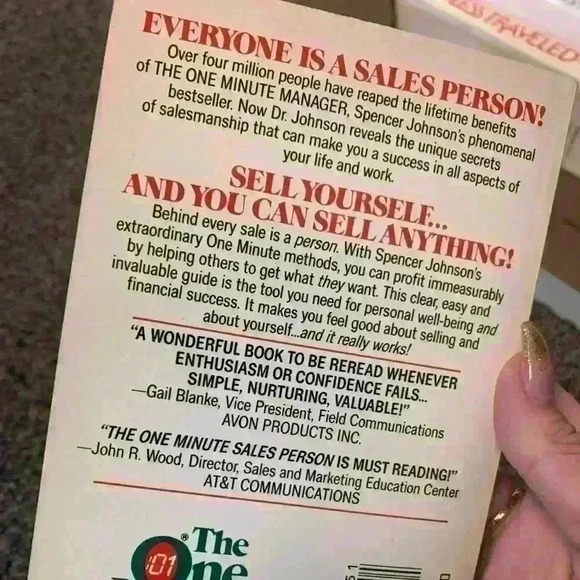 LESS TRAVELED
EVERYONE IS A SALES PERSON!
Over four million people have reaped the lifetime benefits
of THE ONE MINUTE MANAGER, Spencer Johnson's phenomenal
bestseller. Now Dr. Johnson reveals the unique secrets
of salesmanship that can make you a success in all aspects of
your life and work.
SELL YOURSELF...
AND YOU CAN SELL ANYTHING!
Behind every sale is a person. With Spencer Johnson's
extraordinary One Minute methods, you can profit immeasurably
by helping others to get what they want. This clear, easy and
invaluable guide is the tool you need for personal well-being and
financial success. It makes you feel good about selling and
about yourself...and it really works!
"A WONDERFUL BOOK TO BE REREAD WHENEVER
ENTHUSIASM OR CONFIDENCE FAILS...
SIMPLE, NURTURING, VALUABLE!"
—Gail Blanke, Vice President, Field Communications
AVON PRODUCTS INC.
"THE ONE MINUTE SALES PERSON IS MUST READING!"
—John R. Wood, Director, Sales and Marketing Education Center
AT&T COMMUNICATIONS
® The
:01 One
51